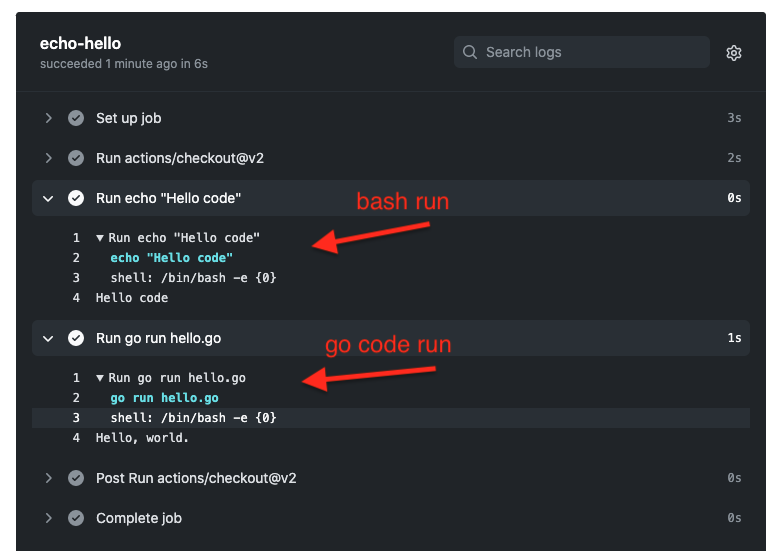 echo-hello
succeeded 1 minute ago in 6s
Search logs
Set up job 3s
Run actions/checkout@v2 2s
Run echo "Hello code" 0s
bash run
1 ▼ Run echo "Hello code"
2 echo "Hello code"
3 shell: /bin/bash -e {0}
4 Hello code
Run go run hello.go 1s
go code run
1 ▼ Run go run hello.go
2 go run hello.go
3 shell: /bin/bash -e {0}
4 Hello, world.
Post Run actions/checkout@v2 0s
Complete job 0s